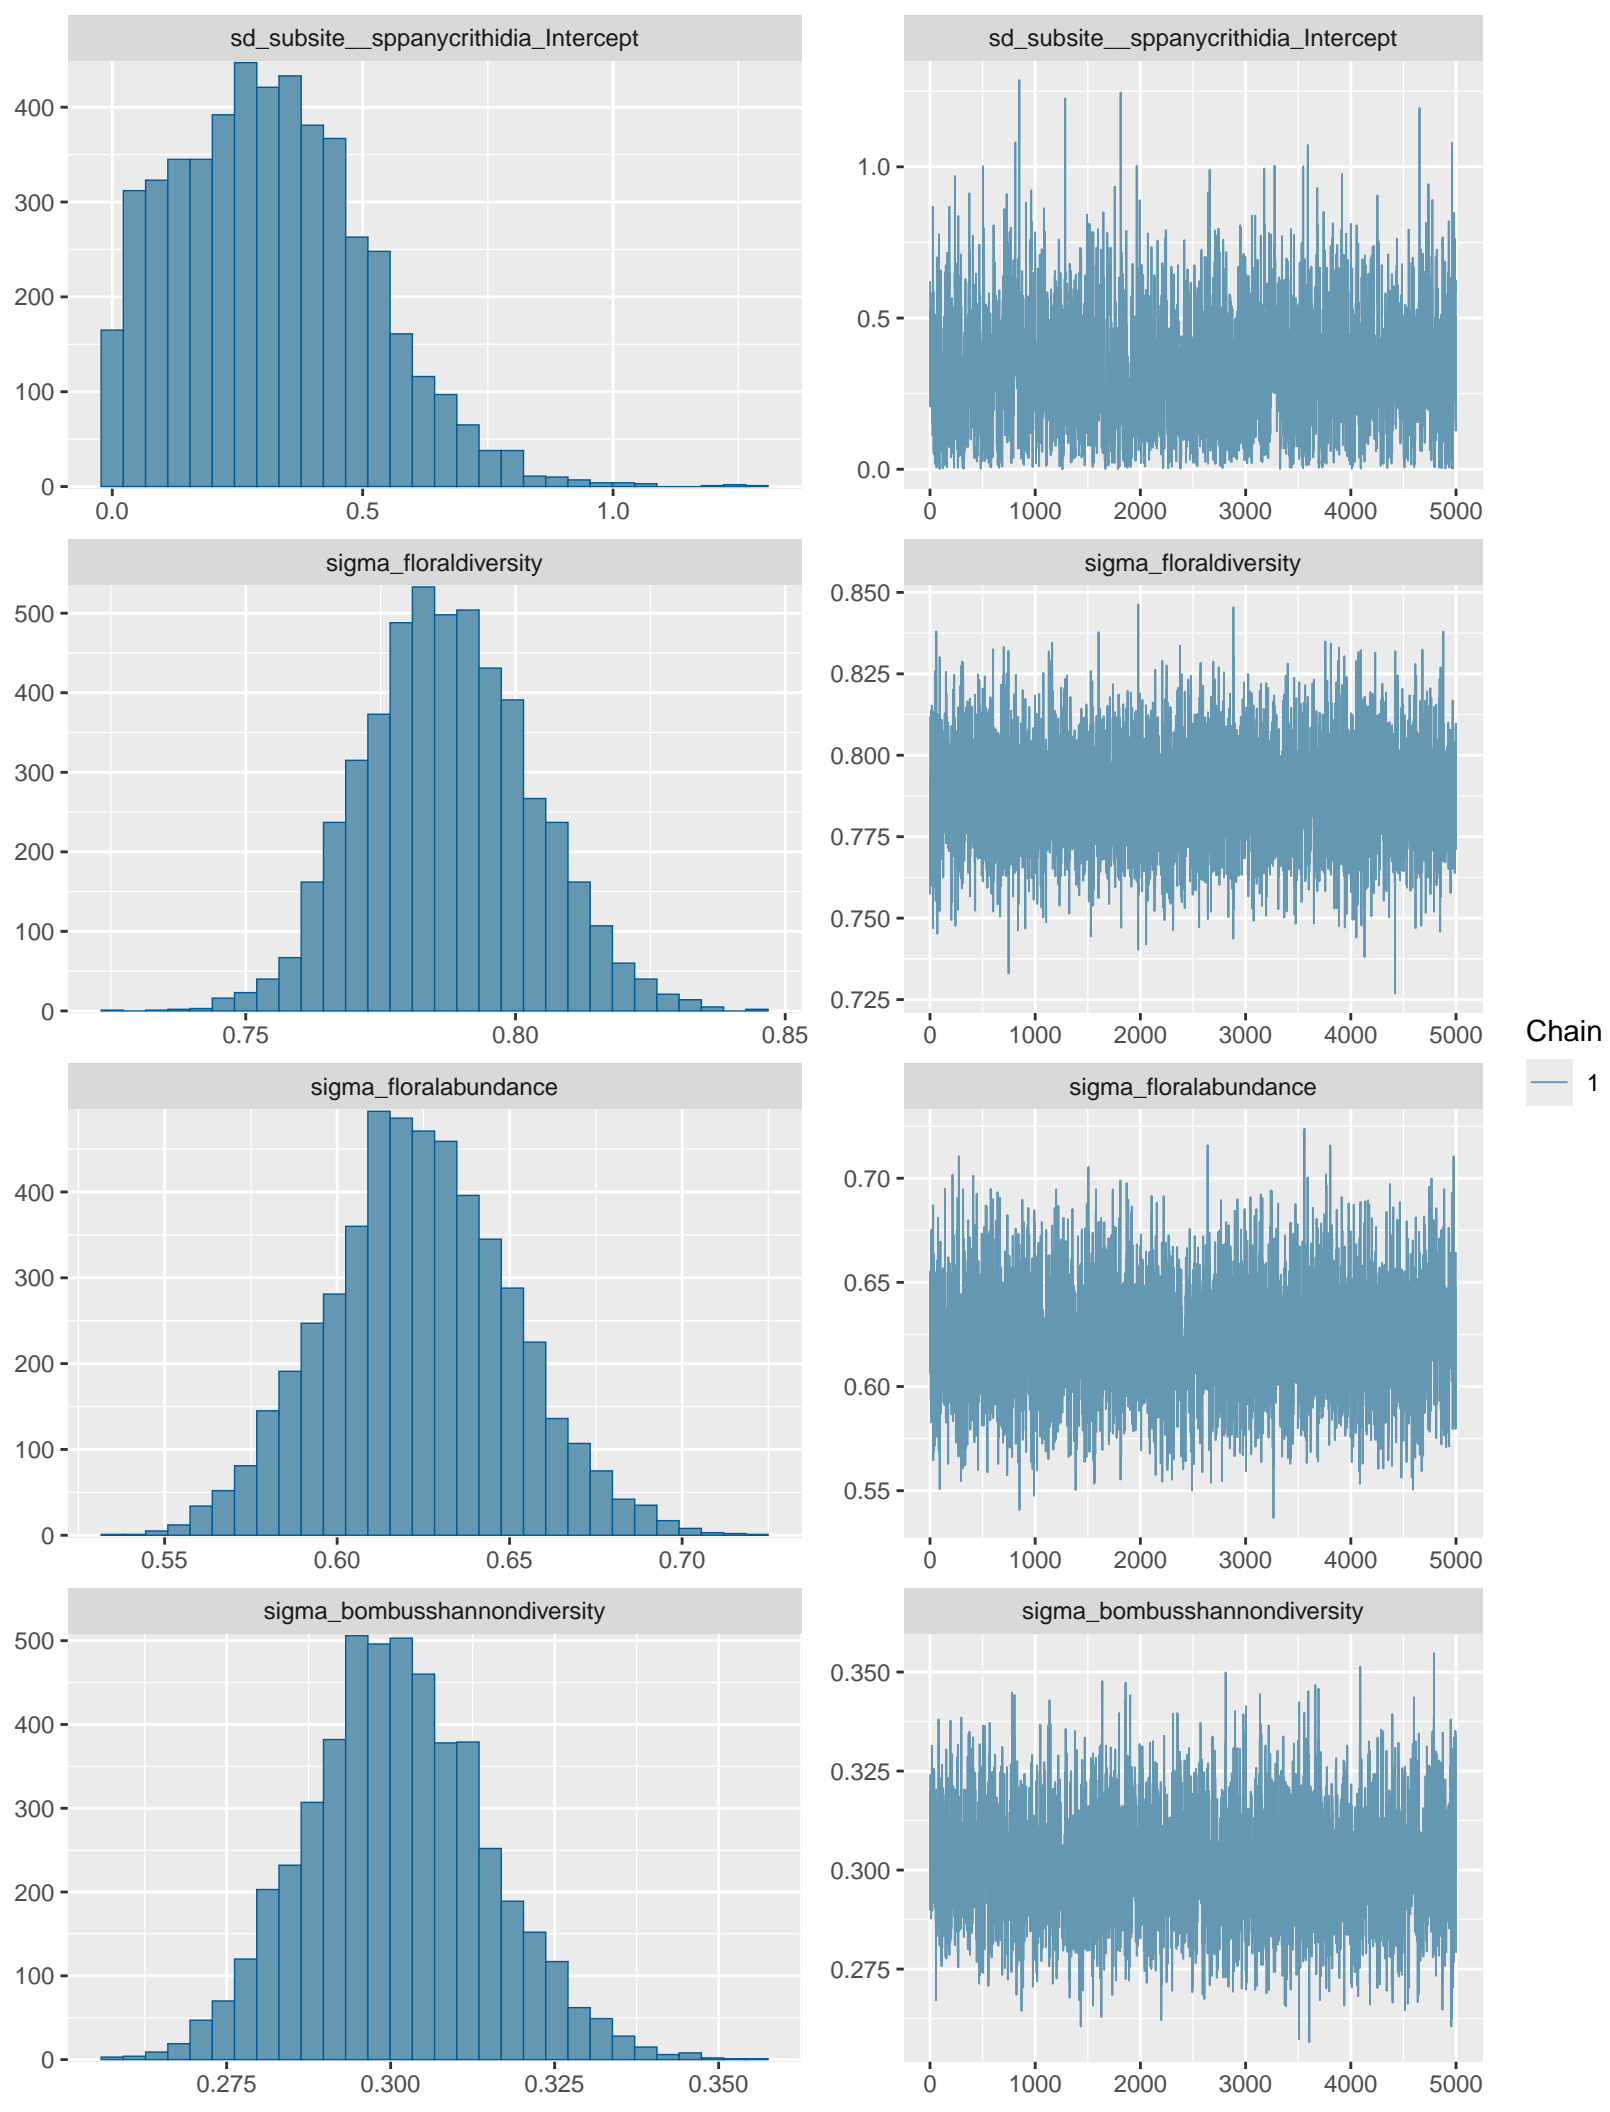 sd_subsite__sppanycrithidia_Intercept
400
300
200
100
0
0.0 0.5 1.0
sd_subsite__sppanycrithidia_Intercept
1.0
0.5
0.0
0 1000 2000 3000 4000 5000
sigma_floraldiversity
500
400
300
200
100
0
0.75 0.80 0.85
sigma_floraldiversity
0.850
0.825
0.800
0.775
0.750
0.725
0 1000 2000 3000 4000 5000
sigma_floralabundance
400
300
200
100
0
0.55 0.60 0.65 0.70
sigma_floralabundance
0.70
0.65
0.60
0.55
0 1000 2000 3000 4000 5000
sigma_bombusshannondiversity
500
400
300
200
100
0
0.275 0.300 0.325 0.350
sigma_bombusshannondiversity
0.350
0.325
0.300
0.275
0 1000 2000 3000 4000 5000
Chain
1